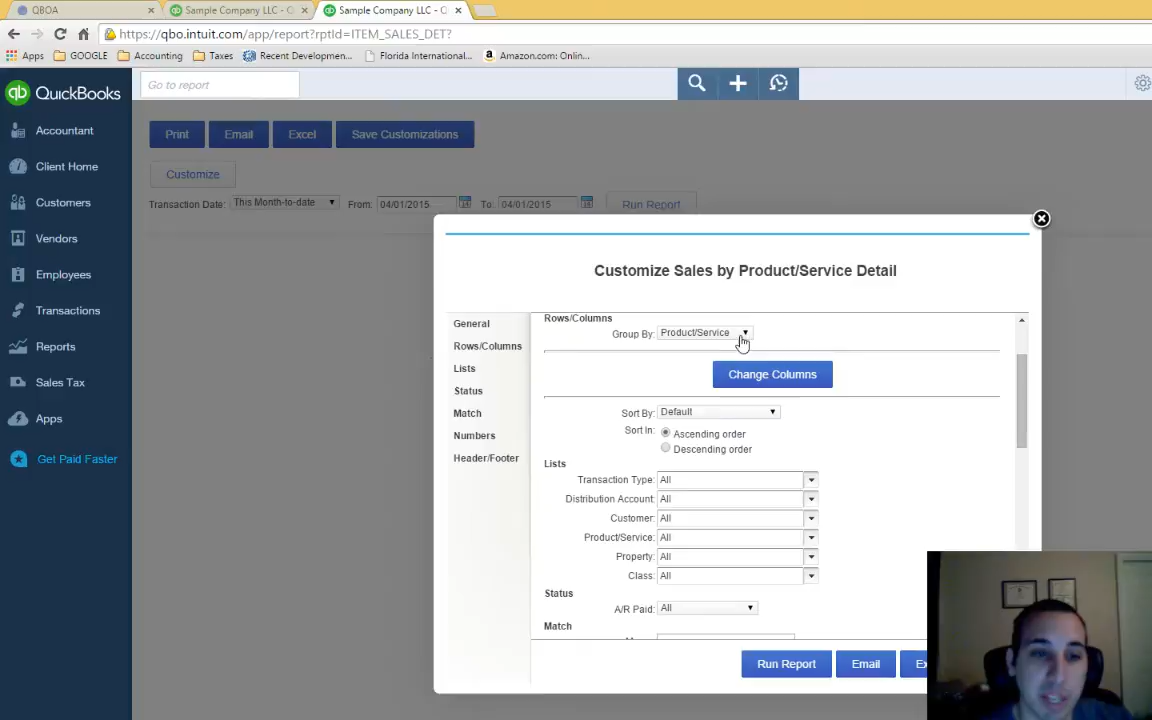 QBOA
Sample Company LLC - Q
Sample Company LLC - Q
https://qbo.intuit.com/app/report?rptId=ITEM_SALES_DET?
Apps
GOOGLE
Accounting
Taxes
Recent Developmen...
Florida International...
Amazon.com: Onlin...
qb QuickBooks
Go to report
Accountant
Client Home
Customers
Vendors
Employees
Transactions
Reports
Sales Tax
Apps
Get Paid Faster
Print
Email
Excel
Save Customizations
Customize
Transaction Date: This Month-to-date From: 04/01/2015 To: 04/01/2015 Run Report
Customize Sales by Product/Service Detail
General
Rows/Columns
Lists
Status
Match
Numbers
Header/Footer
Rows/Columns
Group By: Product/Service
Change Columns
Sort By: Default
Sort In: Ascending order
Descending order
Lists
Transaction Type: All
Distribution Account: All
Customer: All
Product/Service: All
Property: All
Class: All
Status
A/R Paid: All
Match
Run Report
Email